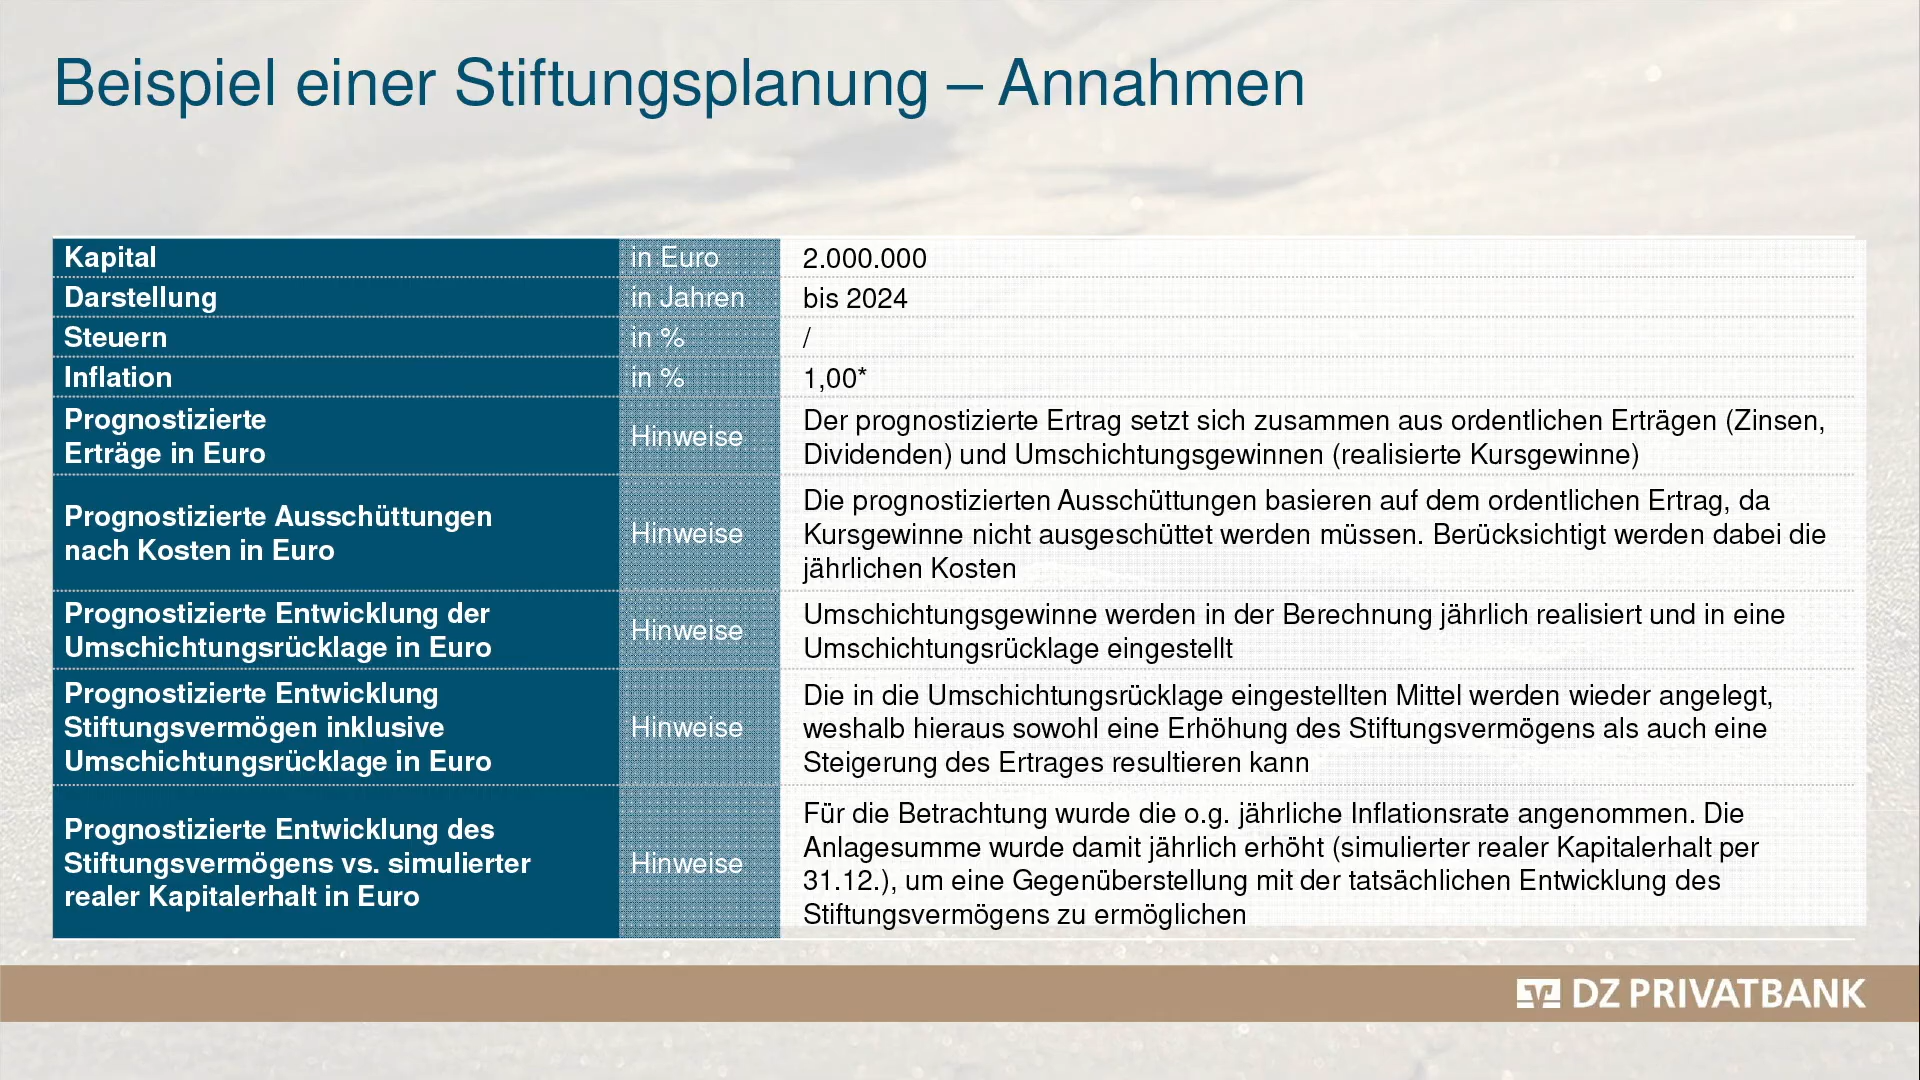 Beispiel einer Stiftungsplanung – Annahmen
Kapital in Euro 2.000.000
Darstellung in Jahren bis 2024
Steuern in % /
Inflation in % 1,00*
Prognostizierte
Erträge in Euro
Hinweise
Der prognostizierte Ertrag setzt sich zusammen aus ordentlichen Erträgen (Zinsen,
Dividenden) und Umschichtungsgewinnen (realisierte Kursgewinne)
Prognostizierte Ausschüttungen
nach Kosten in Euro
Hinweise
Die prognostizierten Ausschüttungen basieren auf dem ordentlichen Ertrag, da
Kursgewinne nicht ausgeschüttet werden müssen. Berücksichtigt werden dabei die
jährlichen Kosten
Prognostizierte Entwicklung der
Umschichtungsrücklage in Euro
Hinweise
Umschichtungsgewinne werden in der Berechnung jährlich realisiert und in eine
Umschichtungsrücklage eingestellt
Prognostizierte Entwicklung
Stiftungsvermögen inklusive
Umschichtungsrücklage in Euro
Hinweise
Die in die Umschichtungsrücklage eingestellten Mittel werden wieder angelegt,
weshalb hieraus sowohl eine Erhöhung des Stiftungsvermögens als auch eine
Steigerung des Ertrages resultieren kann
Prognostizierte Entwicklung des
Stiftungsvermögens vs. simulierter
realer Kapitalerhalt in Euro
Hinweise
Für die Betrachtung wurde die o.g. jährliche Inflationsrate angenommen. Die
Anlagesumme wurde damit jährlich erhöht (simulierter realer Kapitalerhalt per
31.12.), um eine Gegenüberstellung mit der tatsächlichen Entwicklung des
Stiftungsvermögens zu ermöglichen
DZ PRIVATBANK